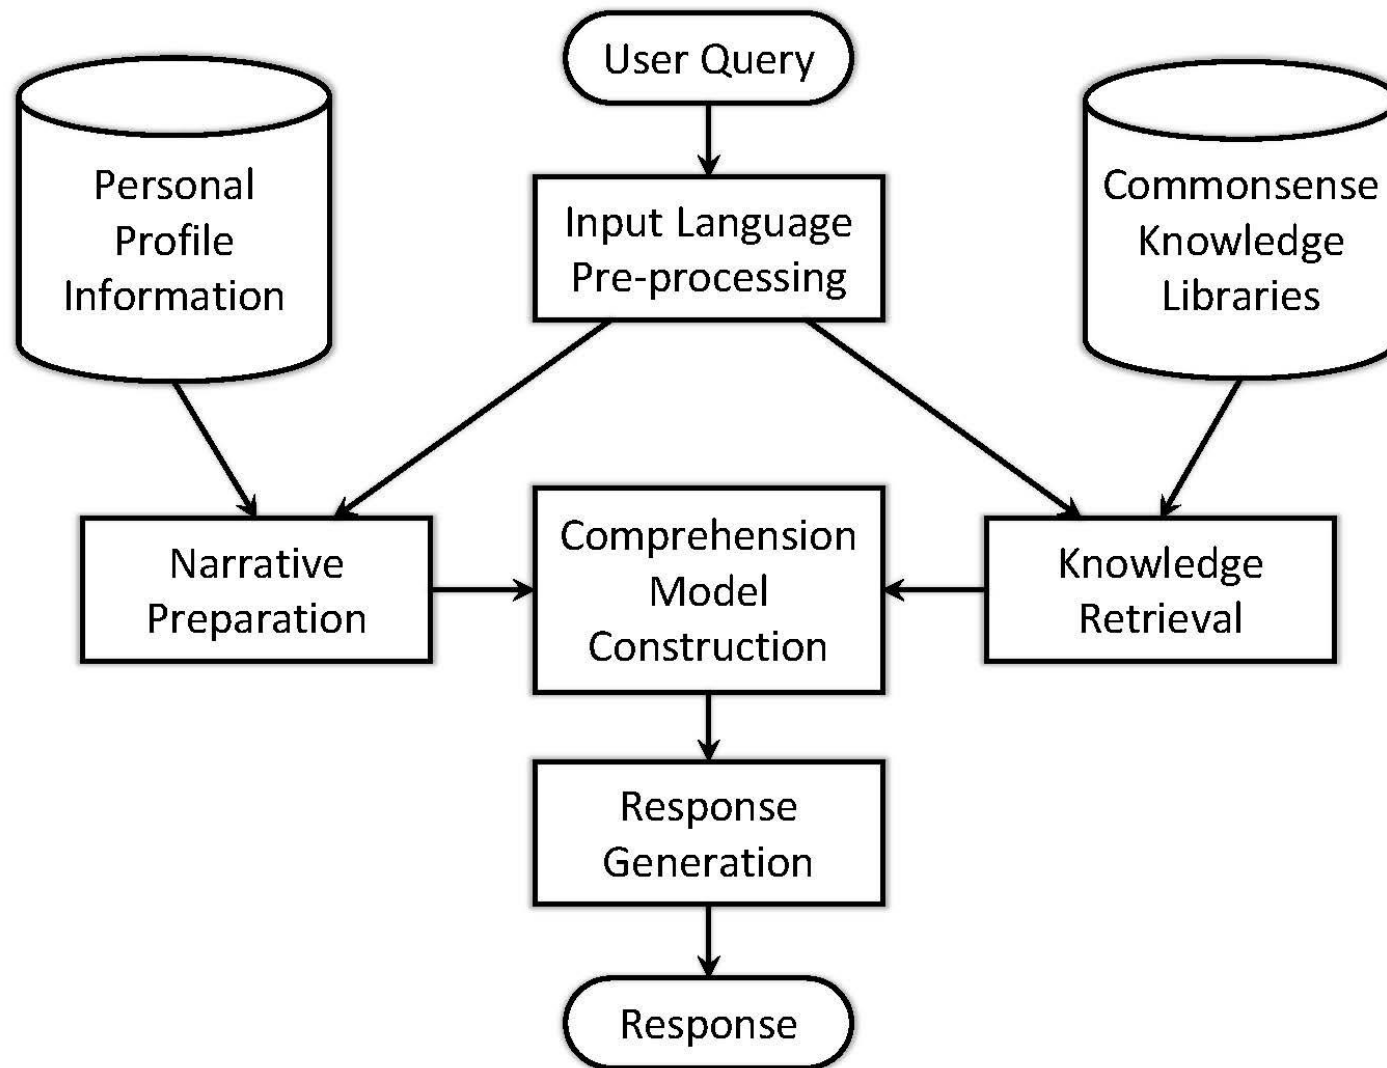 User Query
Personal
Profile
Information
Input Language
Pre-processing
Commonsense
Knowledge
Libraries
Narrative
Preparation
Comprehension
Model
Construction
Knowledge
Retrieval
Response
Generation
Response